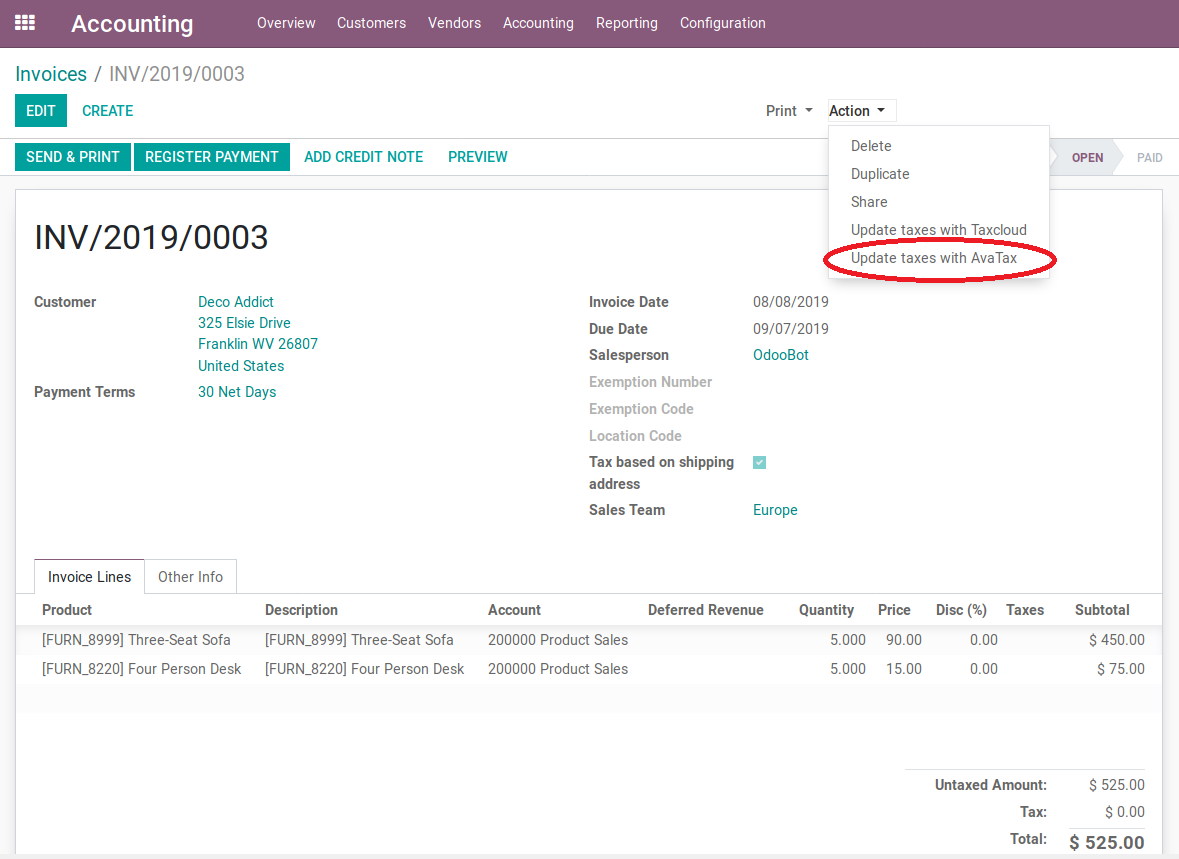 Accounting Overview Customers Vendors Accounting Reporting Configuration
Invoices / INV/2019/0003
EDIT CREATE Print Action
Delete
Duplicate
Share
Update taxes with Taxcloud
Update taxes with AvaTax
SEND & PRINT REGISTER PAYMENT ADD CREDIT NOTE PREVIEW OPEN PAID
INV/2019/0003
Customer Deco Addict
325 Elsie Drive
Franklin WV 26807
United States
Payment Terms 30 Net Days
Invoice Date 08/08/2019
Due Date 09/07/2019
Salesperson OdooBot
Exemption Number
Exemption Code
Location Code
Tax based on shipping
address
Sales Team Europe
Invoice Lines Other Info
Product Description Account Deferred Revenue Quantity Price Disc (%) Taxes Subtotal
[FURN_8999] Three-Seat Sofa [FURN_8999] Three-Seat Sofa 200000 Product Sales 5.000 90.00 0.00 $ 450.00
[FURN_8220] Four Person Desk [FURN_8220] Four Person Desk 200000 Product Sales 5.000 15.00 0.00 $ 75.00
Untaxed Amount: $ 525.00
Tax: $ 0.00
Total: $ 525.00